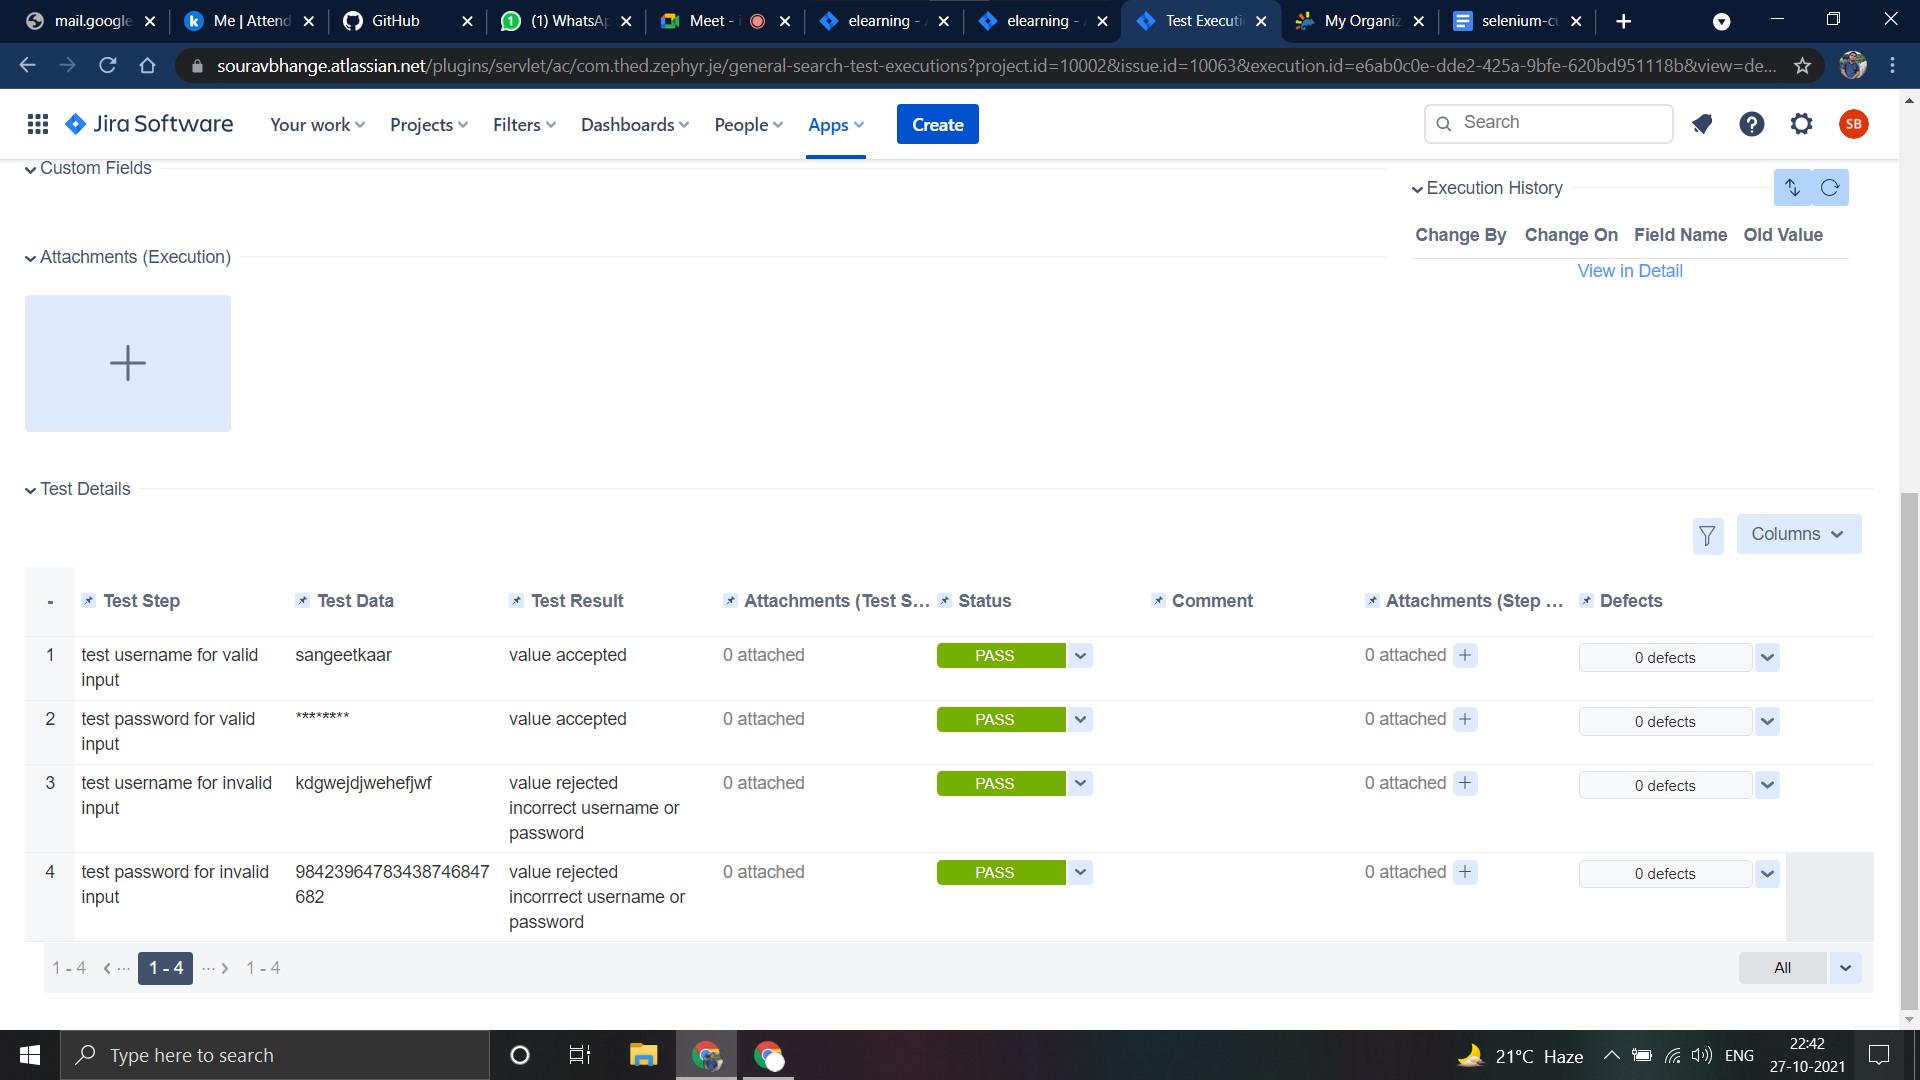 mail.google
Me | Attend
GitHub
(1) WhatsAp
Meet -
elearning -
elearning -
Test Executi
My Organiz
selenium-cu
souravbhange.atlassian.net/plugins/servlet/ac/com.thed.zephyr.je/general-search-test-executions?project.id=10002&issue.id=10063&execution.id=e6ab0c0e-dde2-425a-9bfe-620bd951118b&view=de...
Jira Software
Your work
Projects
Filters
Dashboards
People
Apps
Create
Search
SB
Custom Fields
Execution History
Change By Change On Field Name Old Value
View in Detail
Attachments (Execution)
Test Details
Columns
- Test Step Test Data Test Result Attachments (Test S... Status Comment Attachments (Step ... Defects
1 test username for valid sangeetkaar value accepted 0 attached PASS 0 attached + 0 defects
input
2 test password for valid ******** value accepted 0 attached PASS 0 attached + 0 defects
input
3 test username for invalid kdgwejdjwehefjwf value rejected 0 attached PASS 0 attached + 0 defects
input incorrect username or
password
4 test password for invalid 98423964783438746847 value rejected 0 attached PASS 0 attached + 0 defects
input 682 incorrrect username or
password
1 - 4 ‹ ··· 1 - 4 ··· › 1 - 4
All
Type here to search
21°C Haze
ENG
22:42
27-10-2021